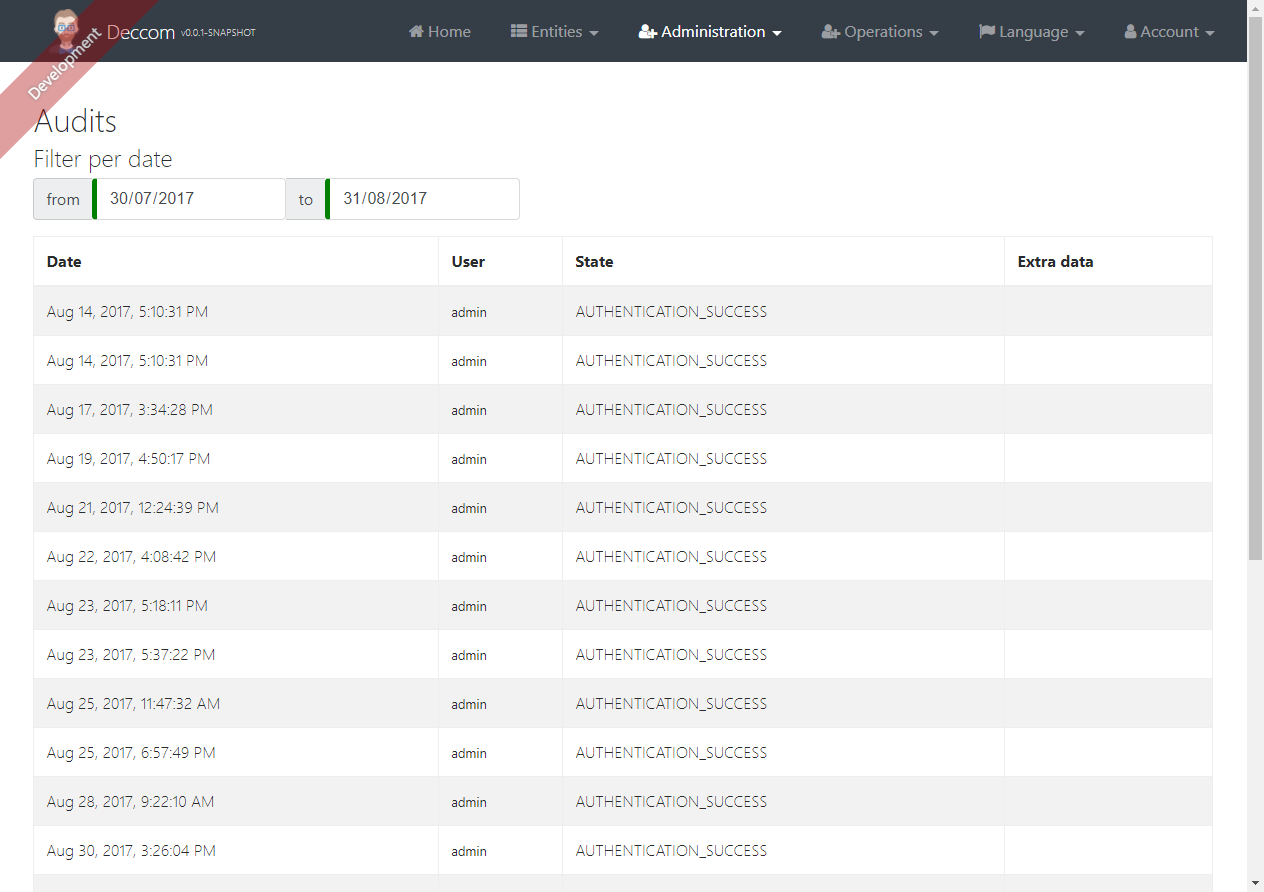 Development
Deccom v0.0.1-SNAPSHOT Home Entities Administration Operations Language Account
Audits
Filter per date
from 30/07/2017 to 31/08/2017
Date User State Extra data
Aug 14, 2017, 5:10:31 PM admin AUTHENTICATION_SUCCESS
Aug 14, 2017, 5:10:31 PM admin AUTHENTICATION_SUCCESS
Aug 17, 2017, 3:34:28 PM admin AUTHENTICATION_SUCCESS
Aug 19, 2017, 4:50:17 PM admin AUTHENTICATION_SUCCESS
Aug 21, 2017, 12:24:39 PM admin AUTHENTICATION_SUCCESS
Aug 22, 2017, 4:08:42 PM admin AUTHENTICATION_SUCCESS
Aug 23, 2017, 5:18:11 PM admin AUTHENTICATION_SUCCESS
Aug 23, 2017, 5:37:22 PM admin AUTHENTICATION_SUCCESS
Aug 25, 2017, 11:47:32 AM admin AUTHENTICATION_SUCCESS
Aug 25, 2017, 6:57:49 PM admin AUTHENTICATION_SUCCESS
Aug 28, 2017, 9:22:10 AM admin AUTHENTICATION_SUCCESS
Aug 30, 2017, 3:26:04 PM admin AUTHENTICATION_SUCCESS